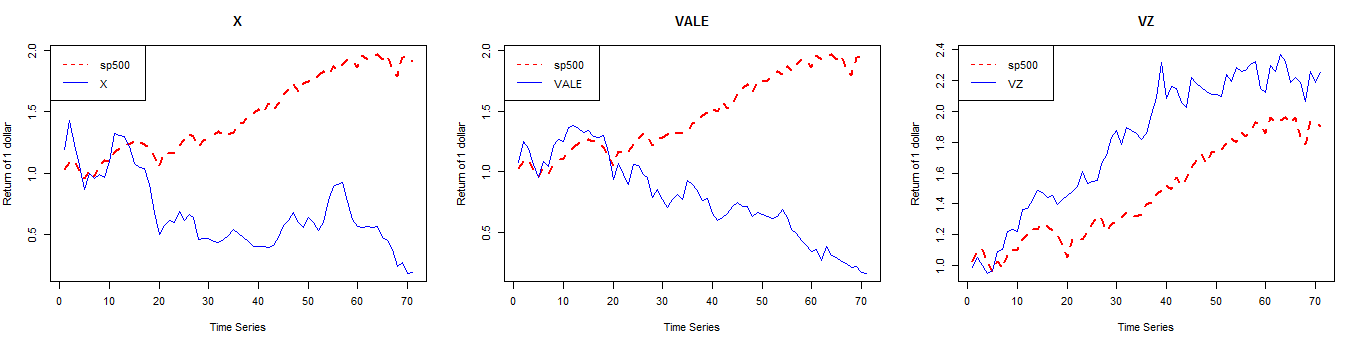 X
Return of 1 dollar
2.0
1.5
1.0
0.5
sp500
X
0 10 20 30 40 50 60 70
Time Series
VALE
Return of 1 dollar
2.0
1.5
1.0
0.5
sp500
VALE
0 10 20 30 40 50 60 70
Time Series
VZ
Return of 1 dollar
2.4
2.2
2.0
1.8
1.6
1.4
1.2
1.0
sp500
VZ
0 10 20 30 40 50 60 70
Time Series